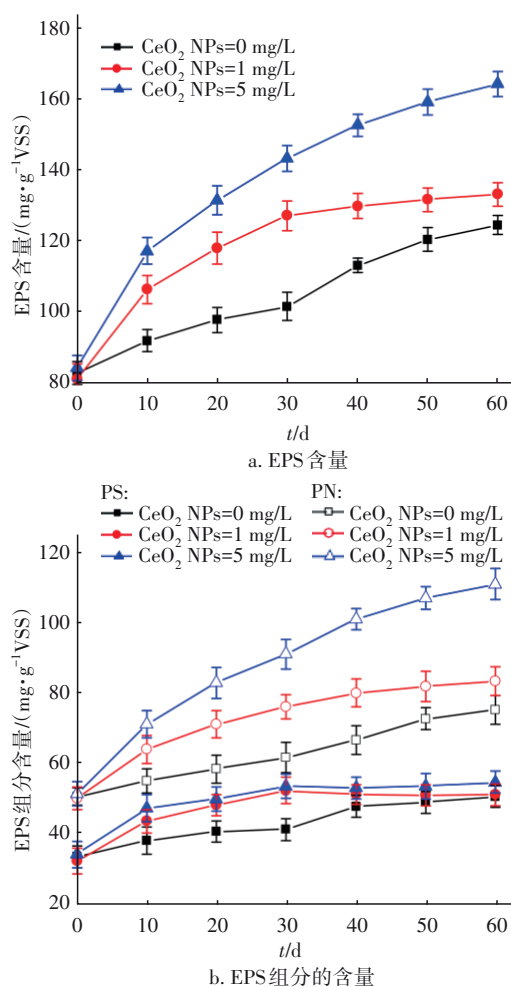 CeO₂ NPs=0 mg/L
CeO₂ NPs=1 mg/L
CeO₂ NPs=5 mg/L
180
160
140
120
100
80
EPS含量/(mg·g⁻¹VSS)
0 10 20 30 40 50 60
t/d
a. EPS含量
PS: PN:
CeO₂ NPs=0 mg/L CeO₂ NPs=0 mg/L
CeO₂ NPs=1 mg/L CeO₂ NPs=1 mg/L
CeO₂ NPs=5 mg/L CeO₂ NPs=5 mg/L
120
100
80
60
40
20
EPS组分含量/(mg·g⁻¹VSS)
0 10 20 30 40 50 60
t/d
b. EPS组分的含量